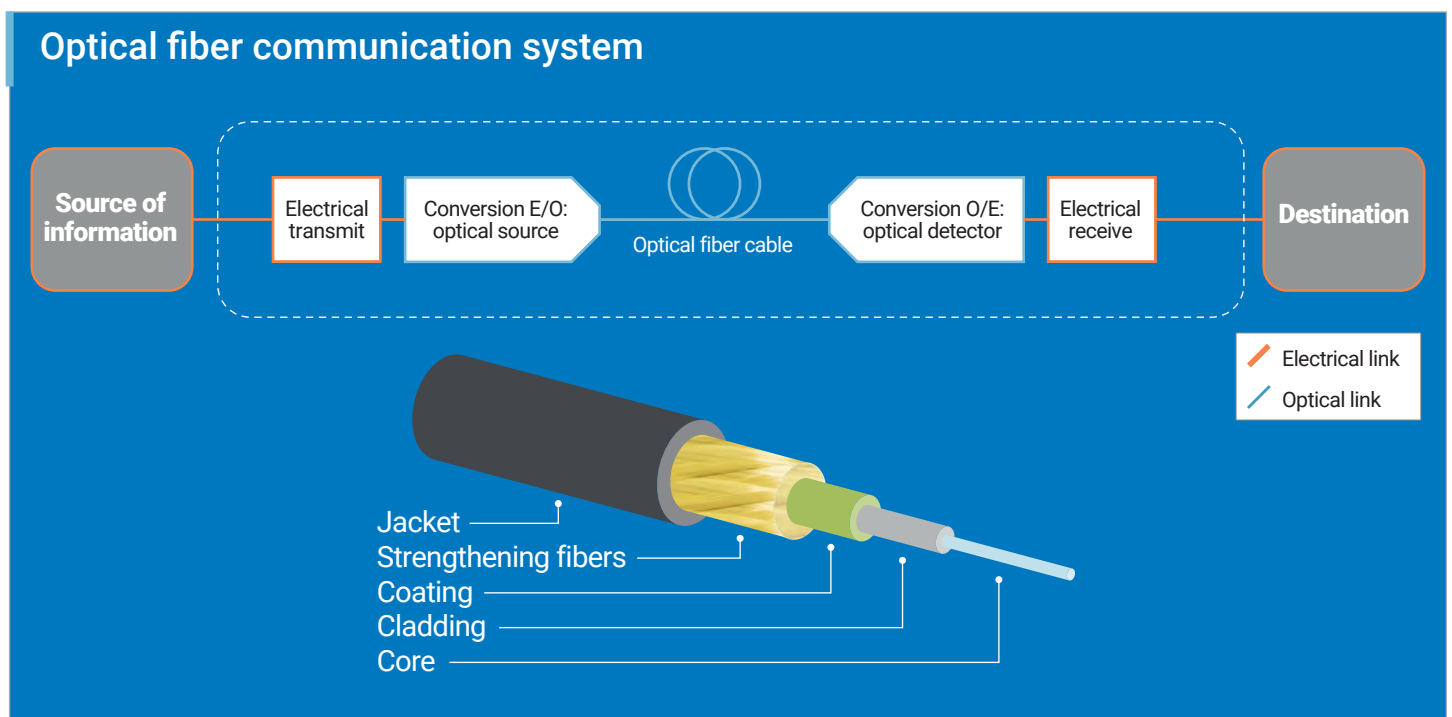 Optical fiber communication system
Source of
information
Electrical
transmit
Conversion E/O:
optical source
Optical fiber cable
Conversion O/E:
optical detector
Electrical
receive
Destination
Electrical link
Optical link
Jacket
Strengthening fibers
Coating
Cladding
Core